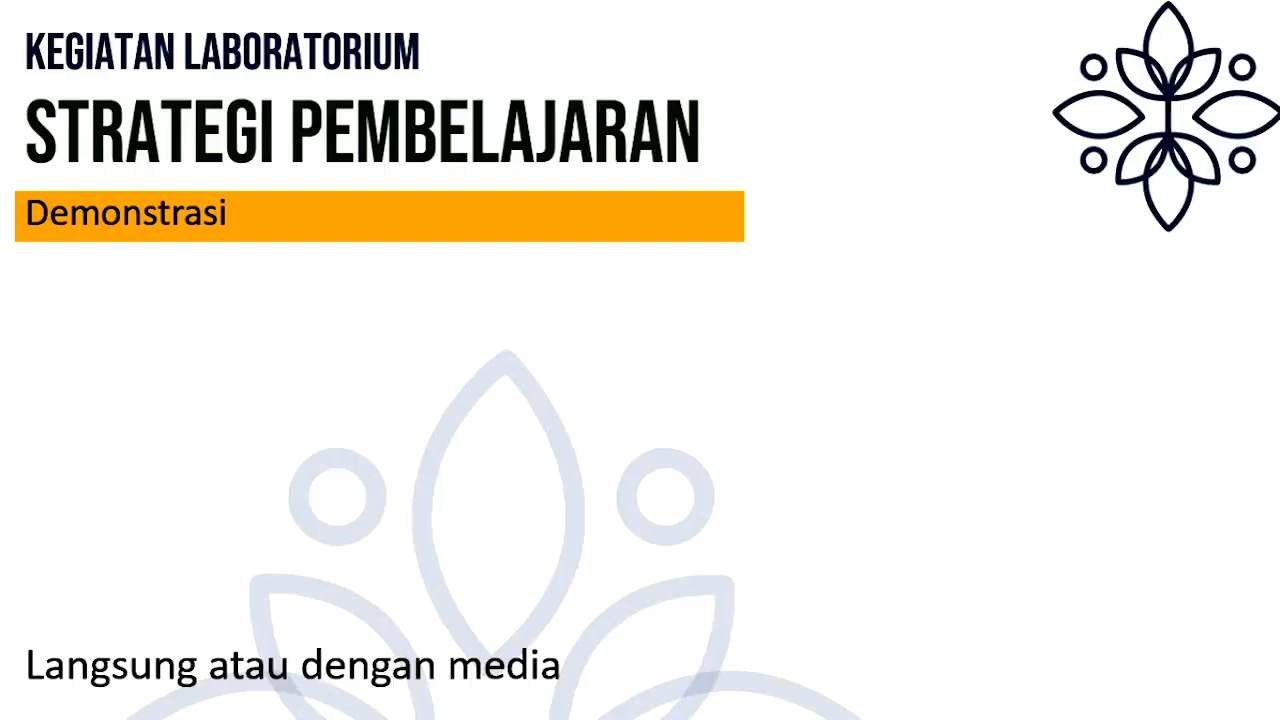 KEGIATAN LABORATORIUM
STRATEGI PEMBELAJARAN
Demonstrasi
Langsung atau dengan media